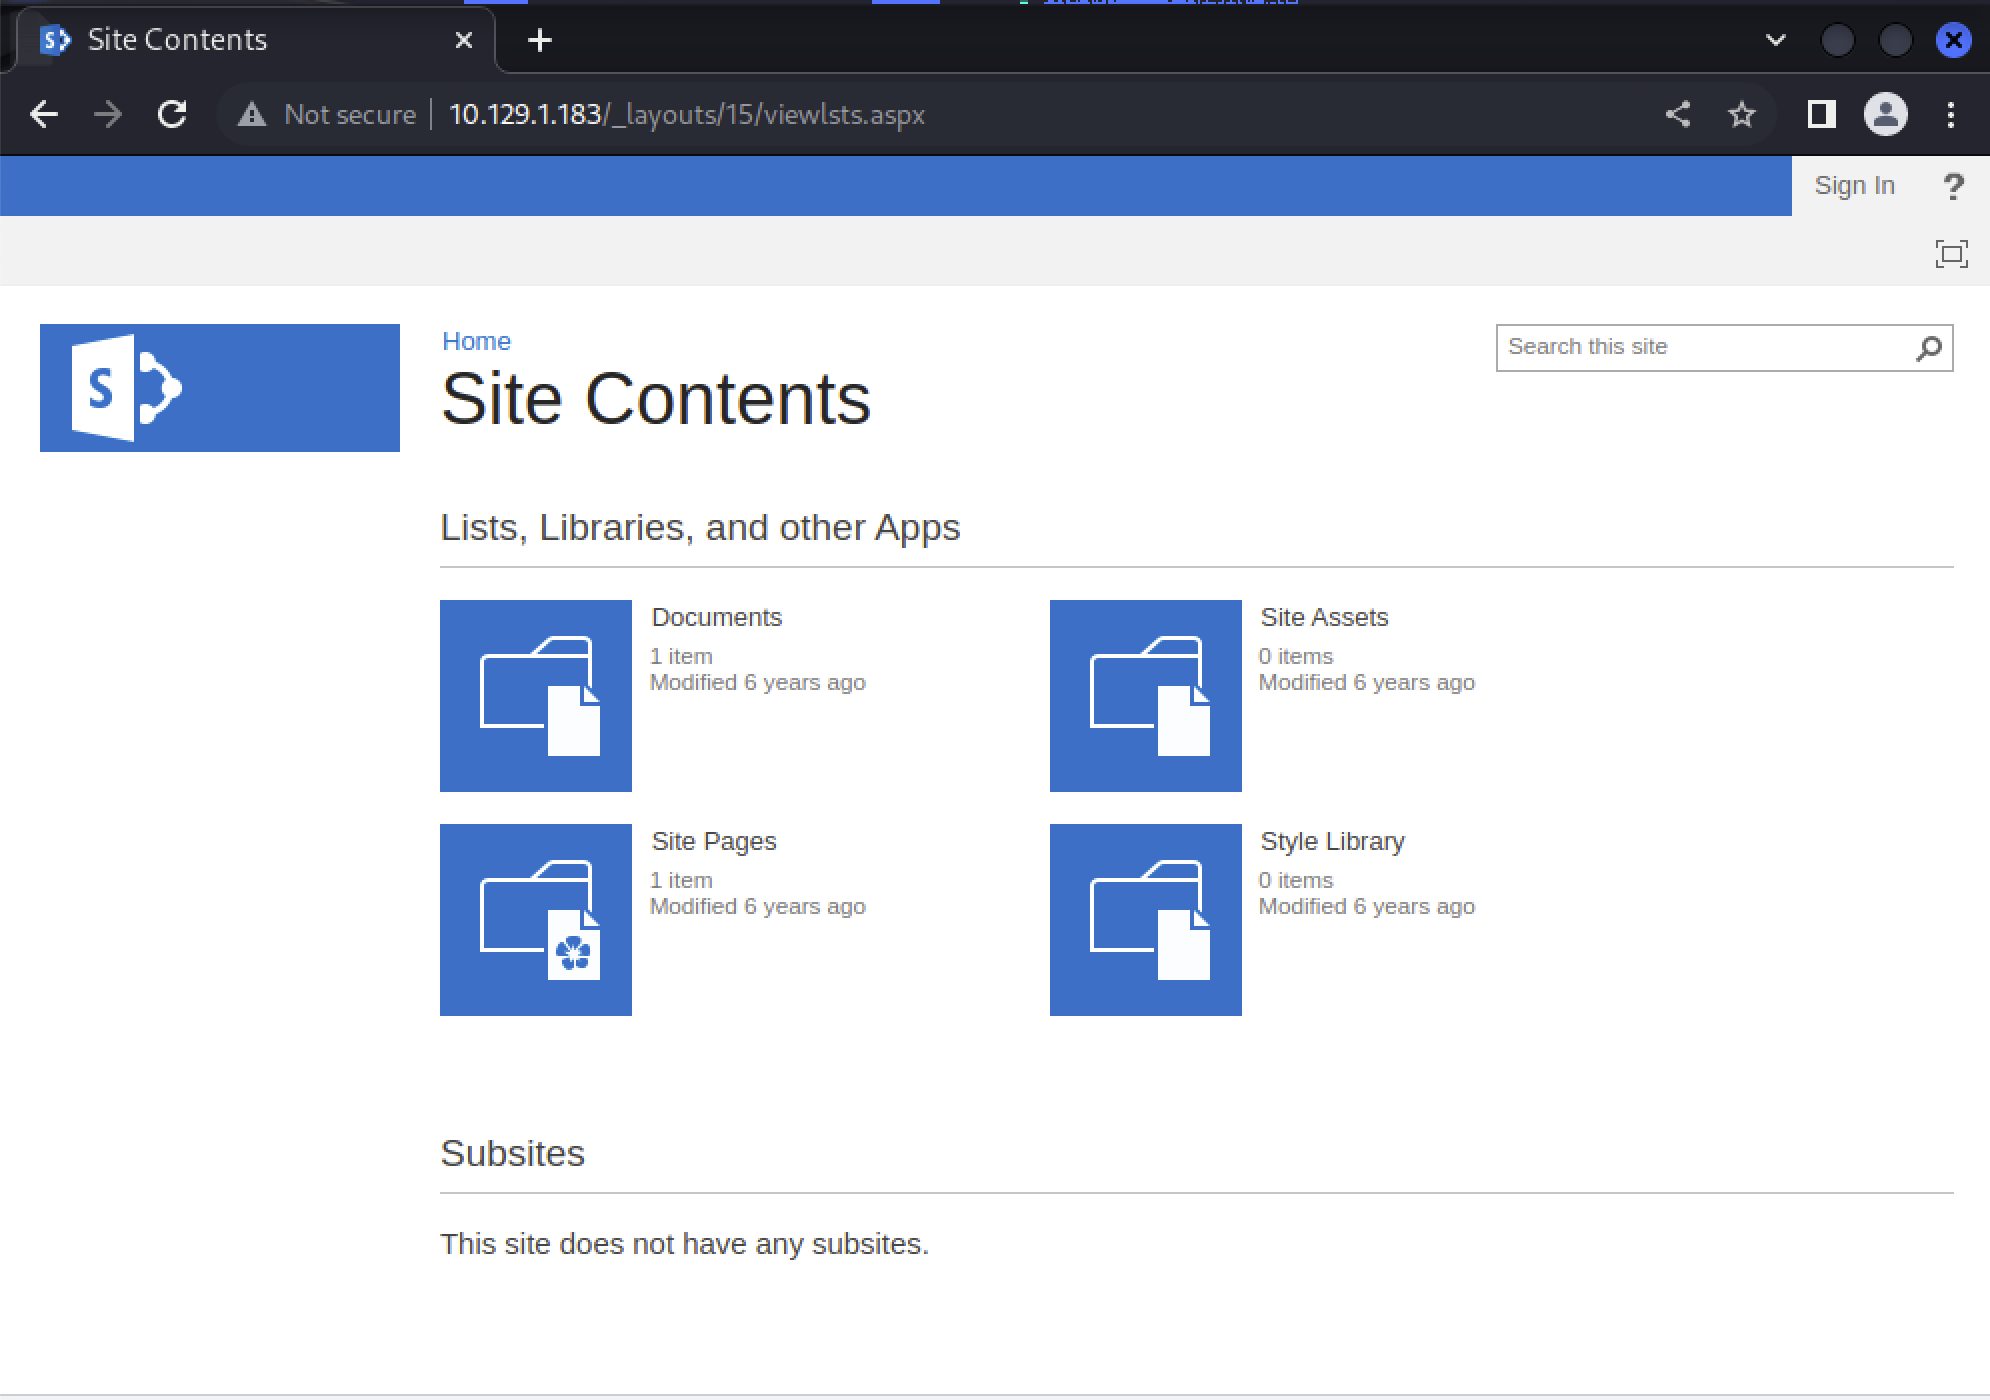 Site Contents
Not secure 10.129.1.183/_layouts/15/viewlsts.aspx
Sign In ?
S
Home
Search this site
Site Contents
Lists, Libraries, and other Apps
Documents
1 item
Modified 6 years ago
Site Assets
0 items
Modified 6 years ago
Site Pages
1 item
Modified 6 years ago
Style Library
0 items
Modified 6 years ago
Subsites
This site does not have any subsites.